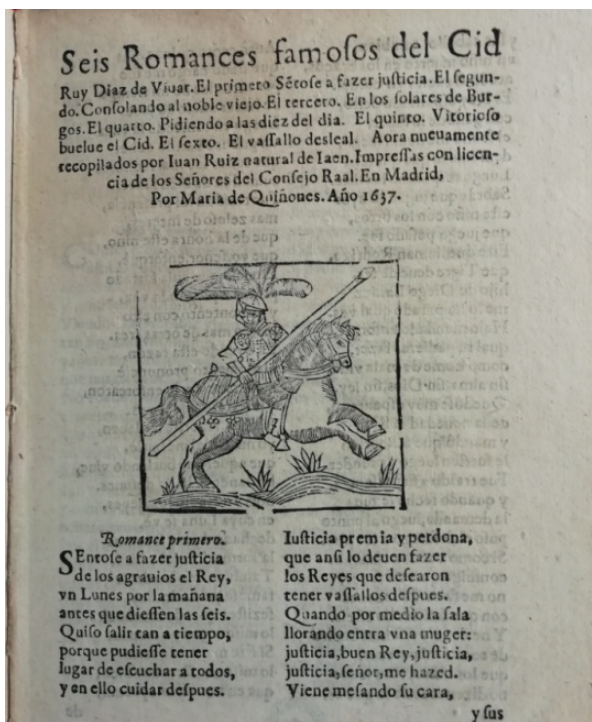 Seis Romances famoſos del Cid
Ruy Diaz de Viuar. El primero Sẽtoſe a fazer juſticia. El ſegun-
do. Conſolando al noble viejo. El tercero. En los ſolares de Bur-
gos. El quarto. Pidiendo a las diez del dia. El quinto. Vitorioſo
buelue el Cid. El ſexto. El vaſſallo desleal. Aora nueuamente
recopilados por Iuan Ruiz natural de Iaen. Impreſſas con licen-
cia de los Señores del Conſejo Raal. En Madrid,
Por Maria de Quiñones. Año 1637.
Romance primero.
SEntoſe a fazer juſticia
de los agrauios el Rey,
vn Lunes por la mañana
antes que dieſſen las ſeis.
Quiſo ſalir tan a tiempo,
porque pudieſſe tener
lugar de eſcuchar a todos,
y en ello cuidar deſpues.
Iuſticia premia y perdona,
que anſi lo deuen fazer
los Reyes que deſearon
tener vaſſallos deſpues.
Quando por medio la ſala
llorando entra vna muger:
juſticia, buen Rey, juſticia,
juſticia, ſeñor, me hazed.
Viene meſando ſu cara,
y ſus